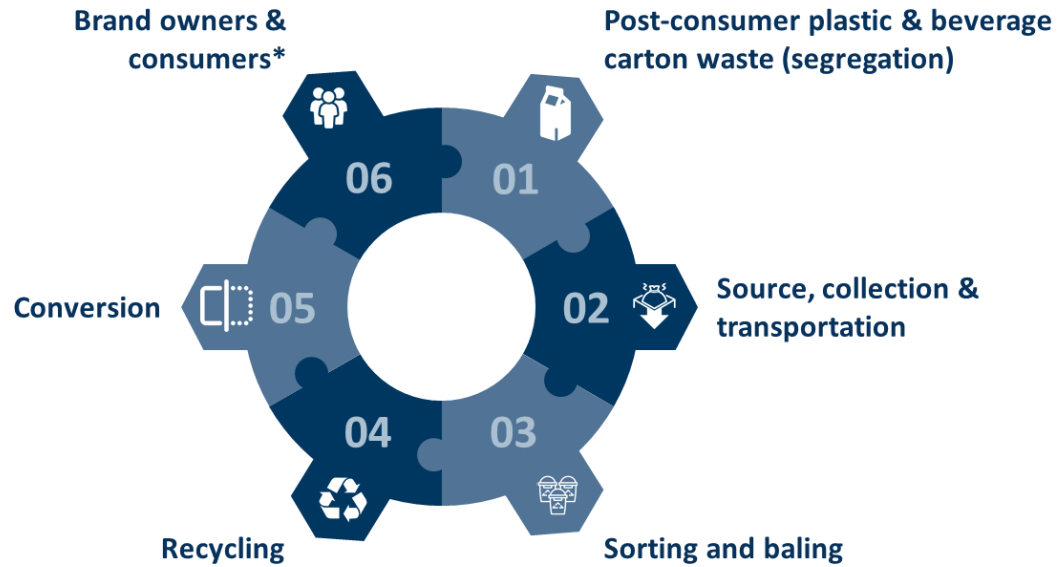 Brand owners &
consumers*
Post-consumer plastic & beverage
carton waste (segregation)
06
01
Conversion
05
02
Source, collection &
transportation
04
03
Recycling
Sorting and baling